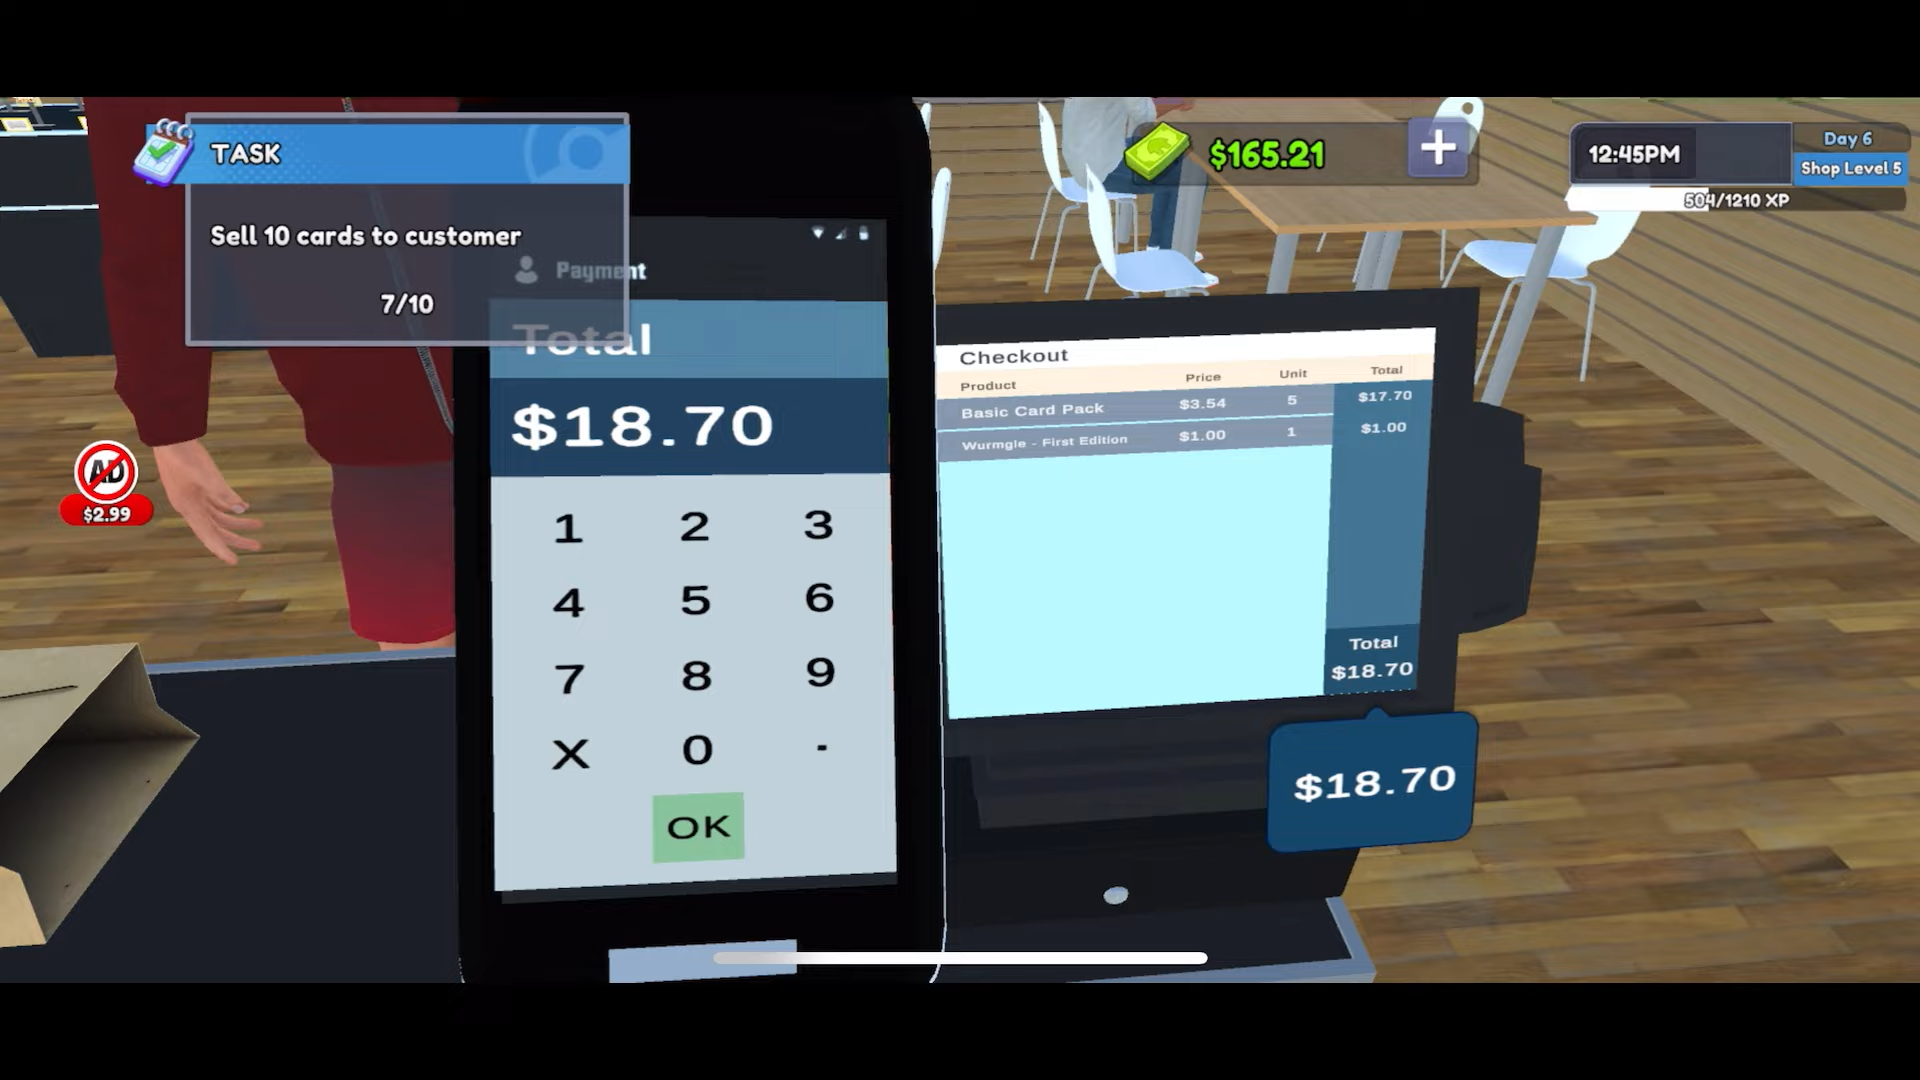 TASK
Sell 10 cards to customer
7/10
$165.21
+
12:45PM
Day 6
Shop Level 5
504/1210 XP
AD
$2.99
Payment
Total
$18.70
1 2 3
4 5 6
7 8 9
X 0 .
OK
Checkout
Product Price Unit Total
Basic Card Pack $3.54 5 $17.70
Wurmgle - First Edition $1.00 1 $1.00
Total
$18.70
$18.70